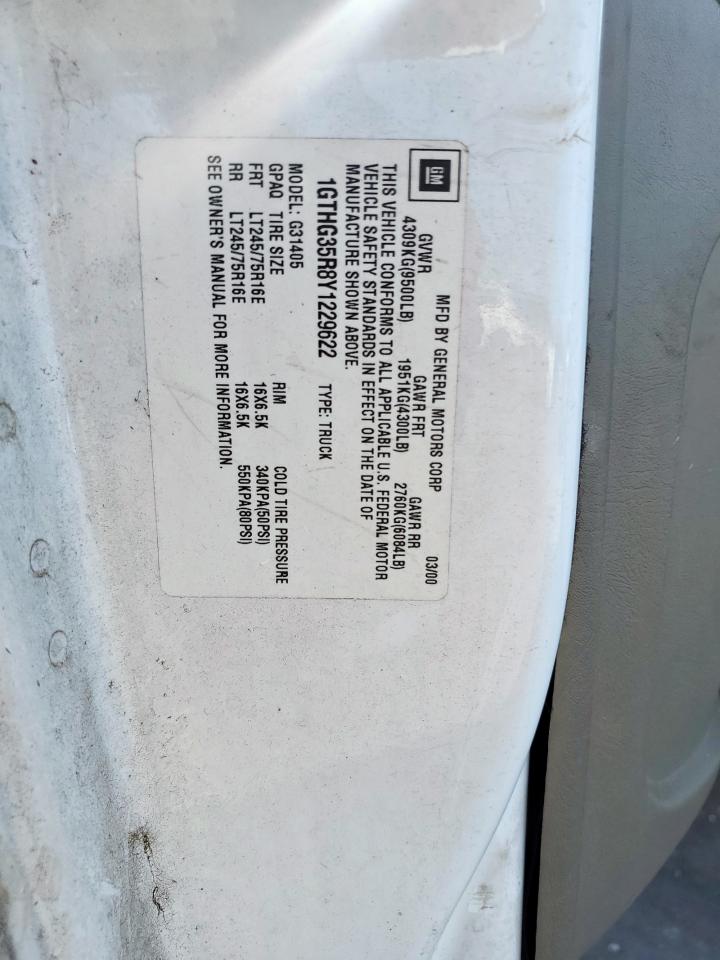 GM
MFD BY GENERAL MOTORS CORP 03/00
GVWR GAWR FRT GAWR RR
4309KG(9500LB) 1951KG(4300LB) 2760KG(6084LB)
THIS VEHICLE CONFORMS TO ALL APPLICABLE U.S. FEDERAL MOTOR
VEHICLE SAFETY STANDARDS IN EFFECT ON THE DATE OF
MANUFACTURE SHOWN ABOVE.
1GTHG35R8Y1229622 TYPE: TRUCK
MODEL: G31405
GPAQ TIRE SIZE RIM COLD TIRE PRESSURE
FRT LT245/75R16E 16X6.5K 340KPA(50PSI)
RR LT245/75R16E 16X6.5K 550KPA(80PSI)
SEE OWNER'S MANUAL FOR MORE INFORMATION.